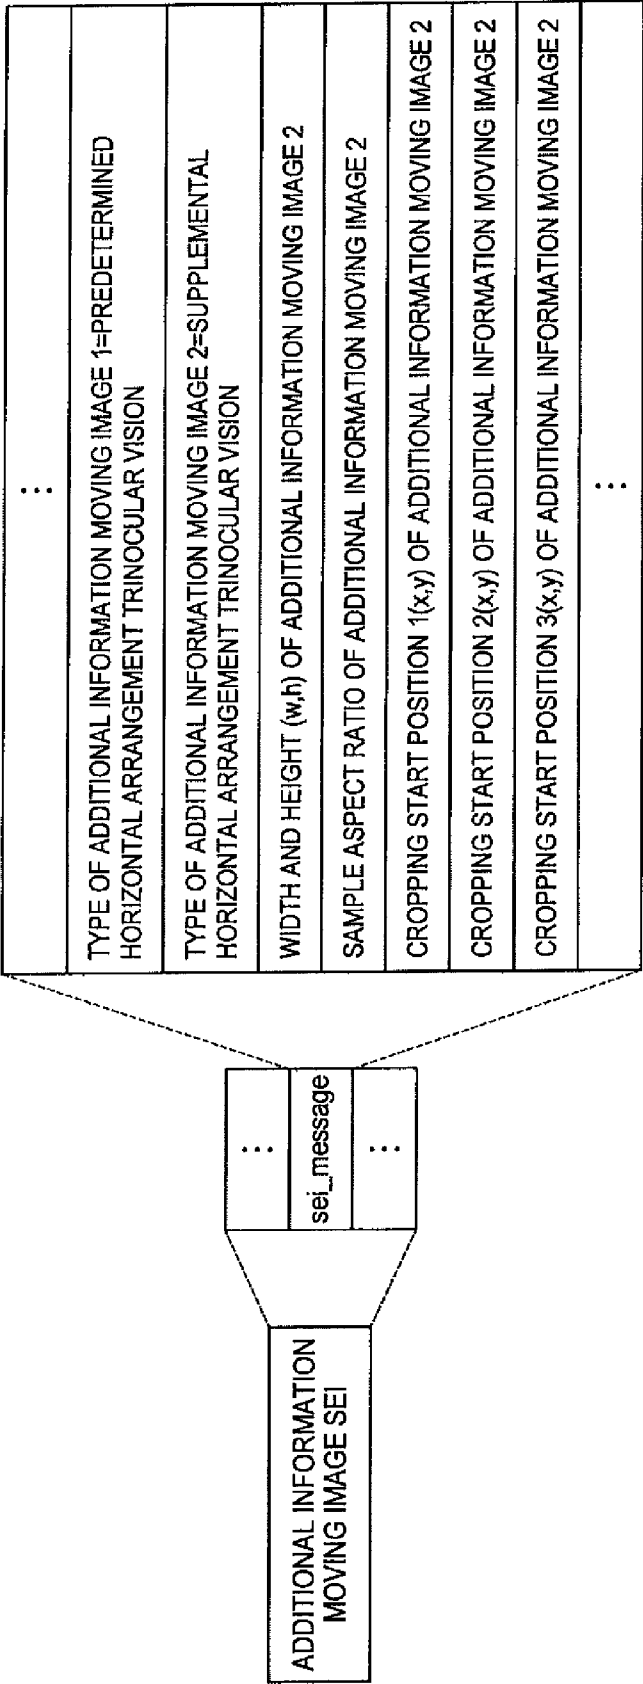 ADDITIONAL INFORMATION
MOVING IMAGE SEI
⋮
sei_message
⋮
⋮
TYPE OF ADDITIONAL INFORMATION MOVING IMAGE 1=PREDETERMINED
HORIZONTAL ARRANGEMENT TRINOCULAR VISION
TYPE OF ADDITIONAL INFORMATION MOVING IMAGE 2=SUPPLEMENTAL
HORIZONTAL ARRANGEMENT TRINOCULAR VISION
WIDTH AND HEIGHT (w,h) OF ADDITIONAL INFORMATION MOVING IMAGE 2
SAMPLE ASPECT RATIO OF ADDITIONAL INFORMATION MOVING IMAGE 2
CROPPING START POSITION 1(x,y) OF ADDITIONAL INFORMATION MOVING IMAGE 2
CROPPING START POSITION 2(x,y) OF ADDITIONAL INFORMATION MOVING IMAGE 2
CROPPING START POSITION 3(x,y) OF ADDITIONAL INFORMATION MOVING IMAGE 2
⋮